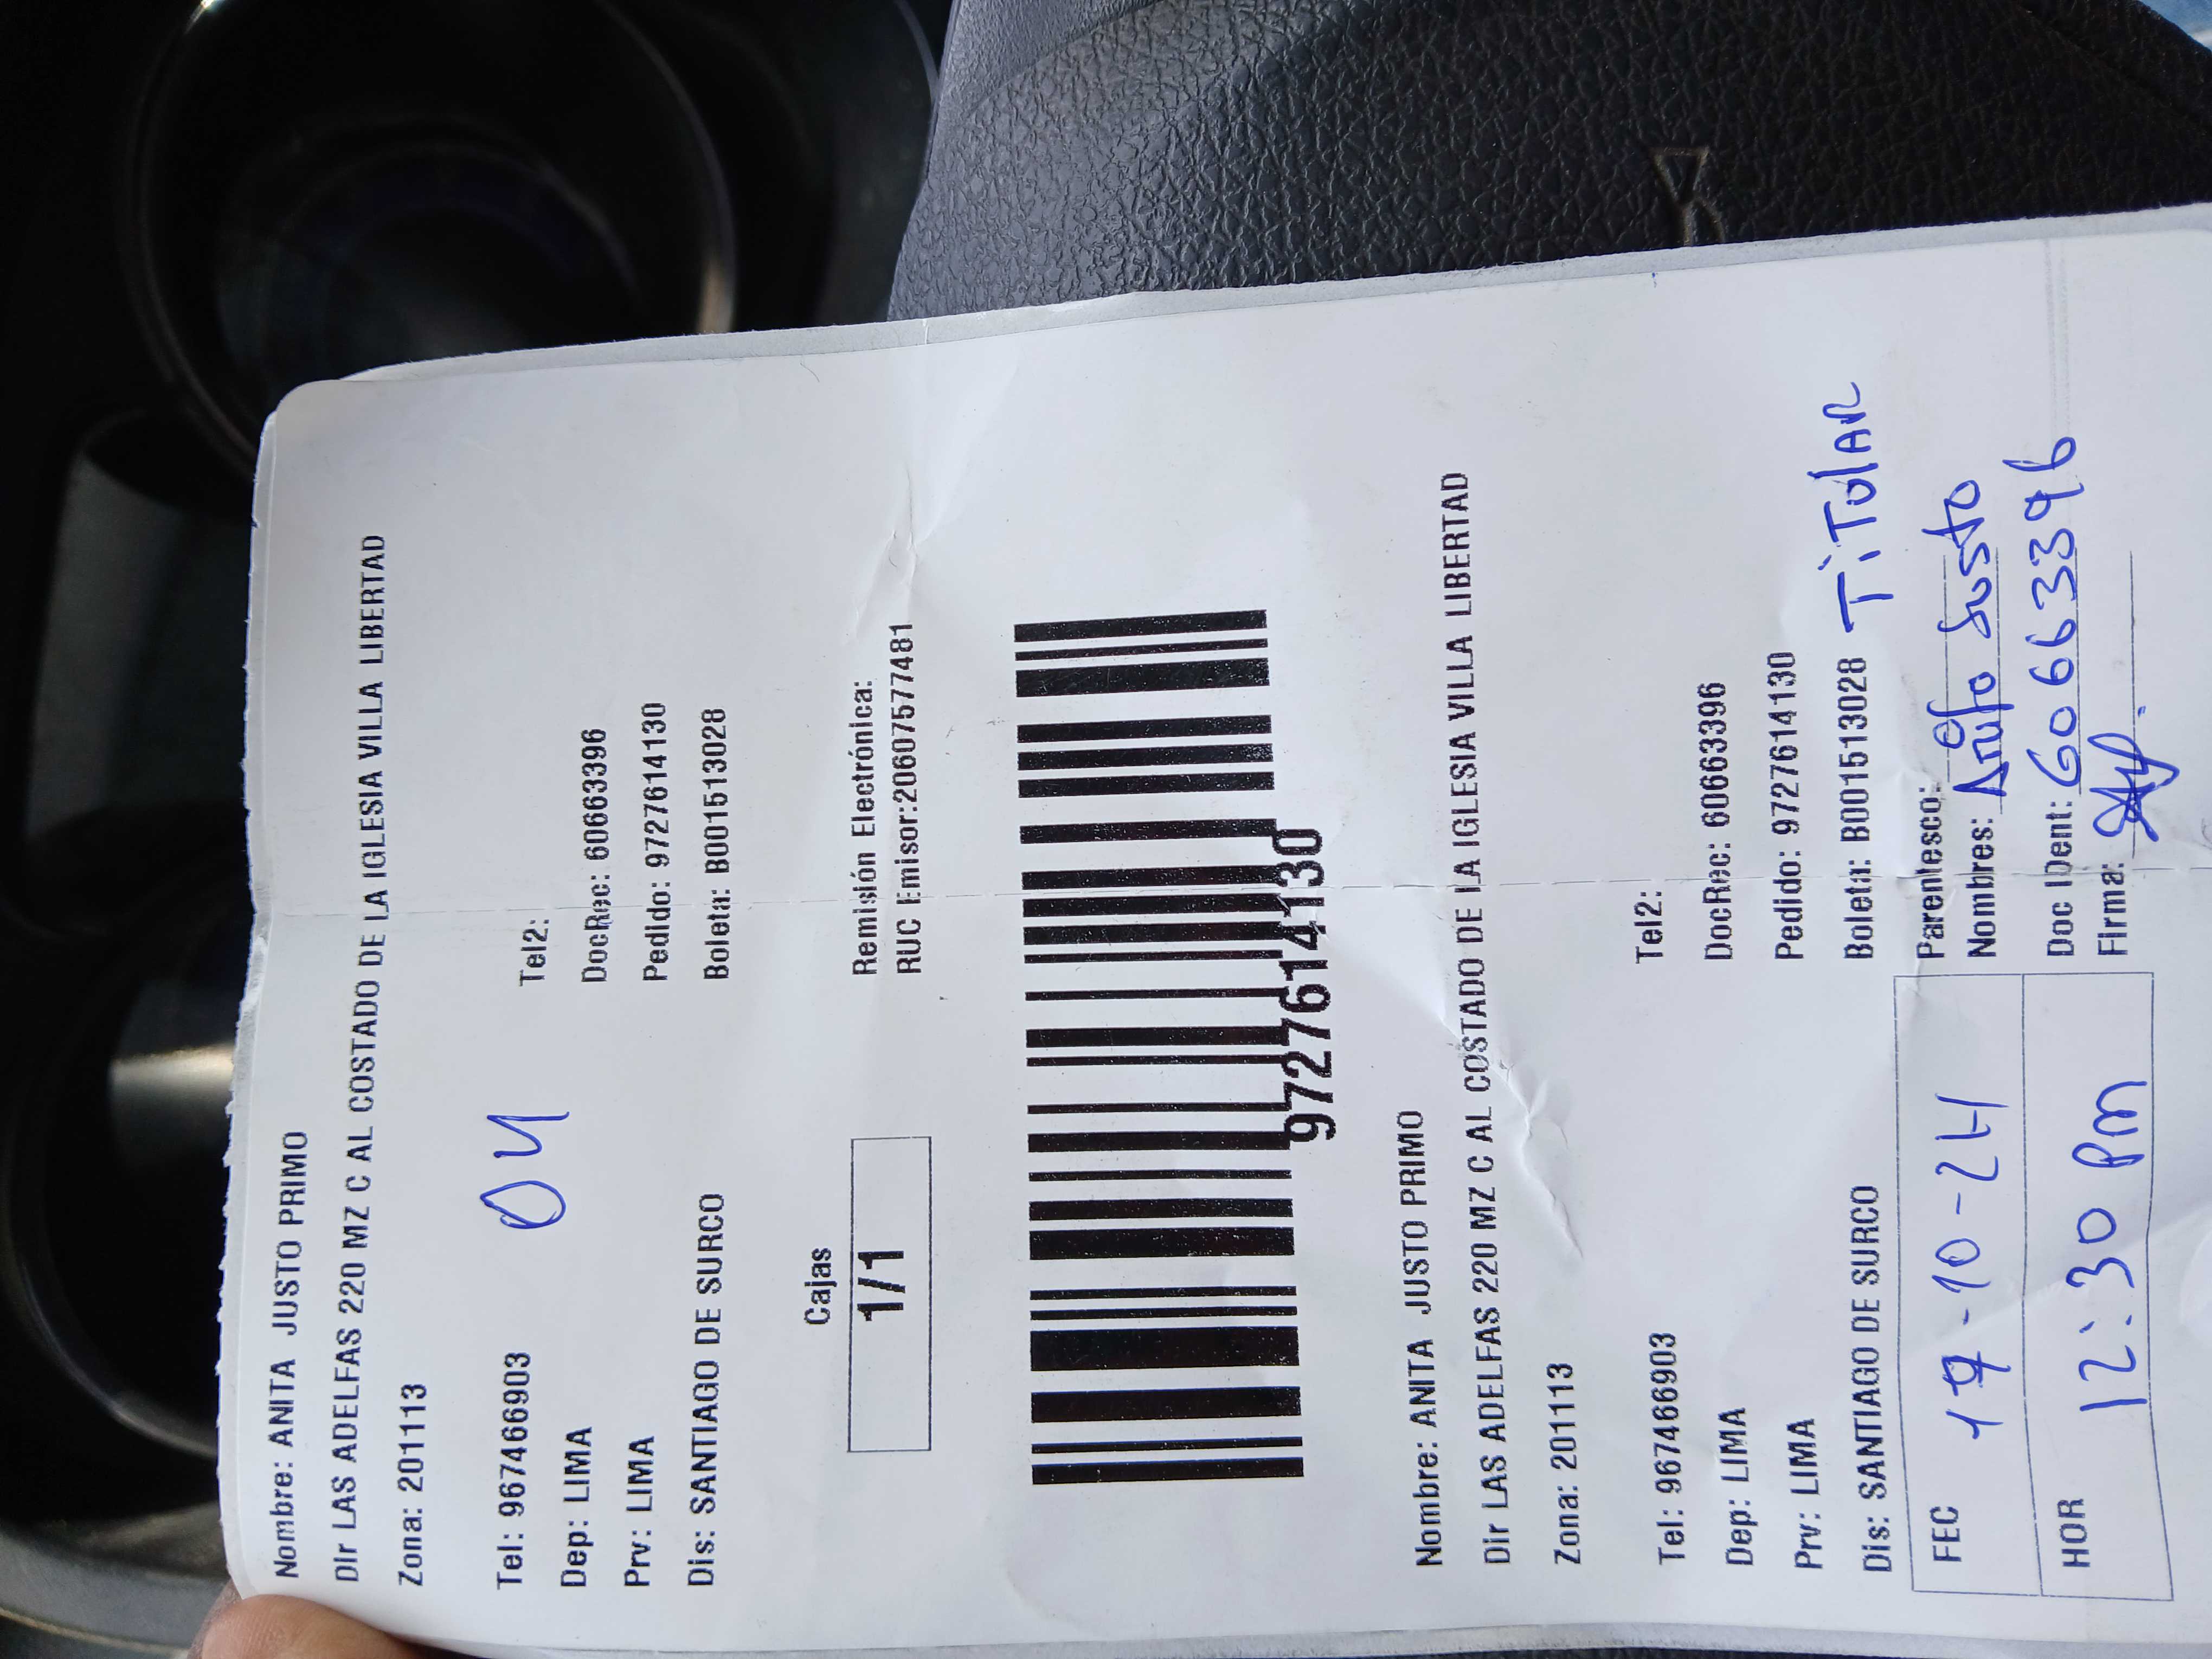 Nombre: ANITA JUSTO PRIMO
Dir LAS ADELFAS 220 MZ C AL COSTADO DE LA IGLESIA VILLA LIBERTAD
Zona: 201113
04
Tel: 967466903 Tel2:
Dep: LIMA DocRec: 60663396
Prv: LIMA Pedido: 9727614130
Dis: SANTIAGO DE SURCO Boleta: B001513028
Cajas Remisión Electrónica:
1/1 RUC Emisor:20607577481
9727614130
Nombre: ANITA JUSTO PRIMO
Dir LAS ADELFAS 220 MZ C AL COSTADO DE LA IGLESIA VILLA LIBERTAD
Zona: 201113
Tel: 967466903 Tel2:
Dep: LIMA DocRec: 60663396
Prv: LIMA Pedido: 9727614130
Dis: SANTIAGO DE SURCO Boleta: B001513028 TiTulAR
FEC 17-10-24 Parentesco:
Nombres: Justo
HOR 12:30 Pm Doc IDent: 60663396
Firma: